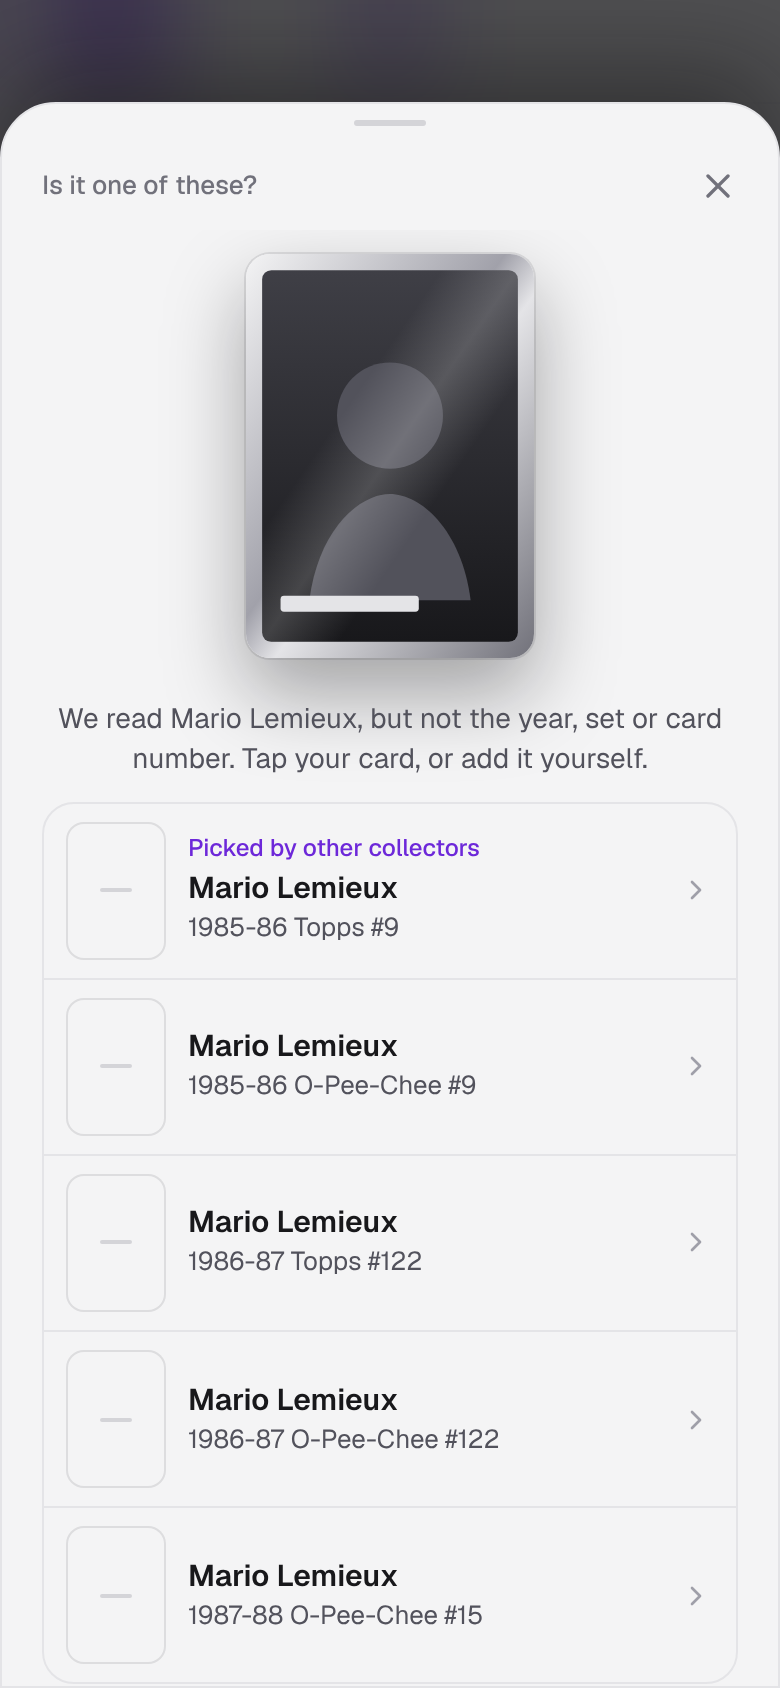 Is it one of these?
We read Mario Lemieux, but not the year, set or card
number. Tap your card, or add it yourself.
Picked by other collectors
Mario Lemieux
1985-86 Topps #9
Mario Lemieux
1985-86 O-Pee-Chee #9
Mario Lemieux
1986-87 Topps #122
Mario Lemieux
1986-87 O-Pee-Chee #122
Mario Lemieux
1987-88 O-Pee-Chee #15